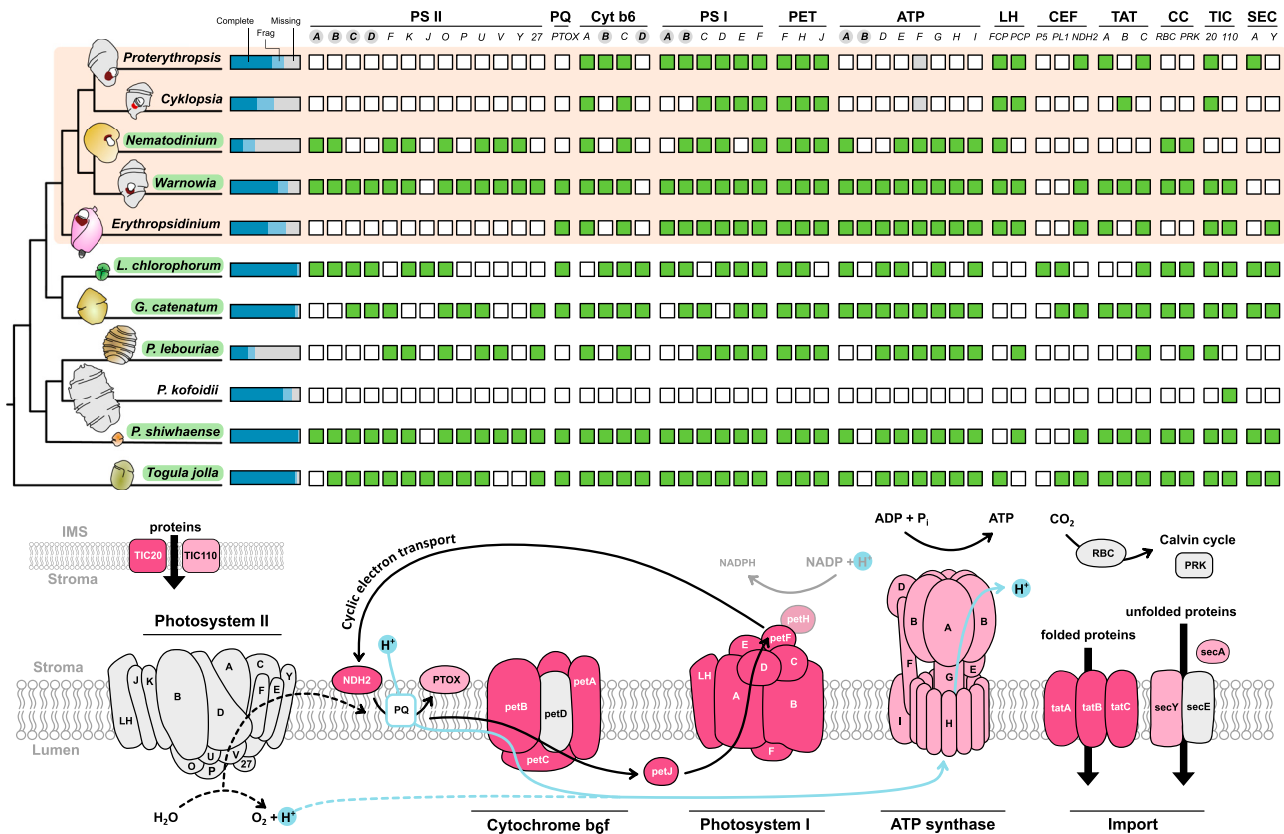 Complete Missing
Frag
PS II PQ Cyt b6 PS I PET ATP LH CEF TAT CC TIC SEC
A B C D F K J O P U V Y 27 PTOX A B C D A B C D E F F H J A B D E F G H I FCP PCP P5 PL1 NDH2 A B C RBC PRK 20 110 A Y
Proterythropsis
Cyklopsia
Nematodinium
Warnowia
Erythropsidinium
L. chlorophorum
G. catenatum
P. lebouriae
P. kofoidii
P. shiwhaense
Togula jolla
IMS
proteins
TIC20 TIC110
Stroma
Cyclic electron transport
NADPH NADP + H+
ADP + Pi ATP
CO2
RBC
Calvin cycle
PRK
H+
Photosystem II
Stroma
Lumen
LH J K B A D C F E Y
O U P V 27
H2O O2 + H+
H+
NDH2 PQ PTOX
petB petD petA
petC
petJ
petH
petF
LH E D C A B F
D B A B F E G I H
folded proteins
unfolded proteins
secA
tatA tatB tatC
secY secE
Cytochrome b6f
Photosystem I
ATP synthase
Import